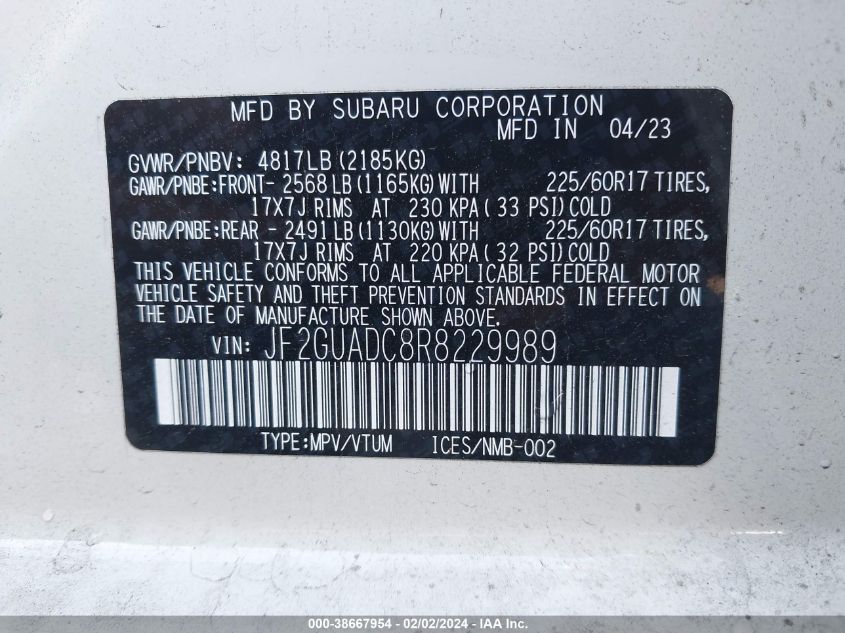 MFD BY SUBARU CORPORATION
MFD IN 04/23
GVWR/PNBV: 4817LB (2185KG)
GAWR/PNBE:FRONT- 2568 LB (1165KG) WITH 225/60R17 TIRES,
17X7J RIMS AT 230 KPA ( 33 PSI) COLD
GAWR/PNBE:REAR - 2491 LB (1130KG) WITH 225/60R17 TIRES,
17X7J RIMS AT 220 KPA ( 32 PSI) COLD
THIS VEHICLE CONFORMS TO ALL APPLICABLE FEDERAL MOTOR
VEHICLE SAFETY AND THEFT PREVENTION STANDARDS IN EFFECT ON
THE DATE OF MANUFACTURE SHOWN ABOVE.
VIN: JF2GUADC8R8229989
TYPE:MPV/VTUM ICES/NMB-002
000-38667954 - 02/02/2024 - IAA Inc.